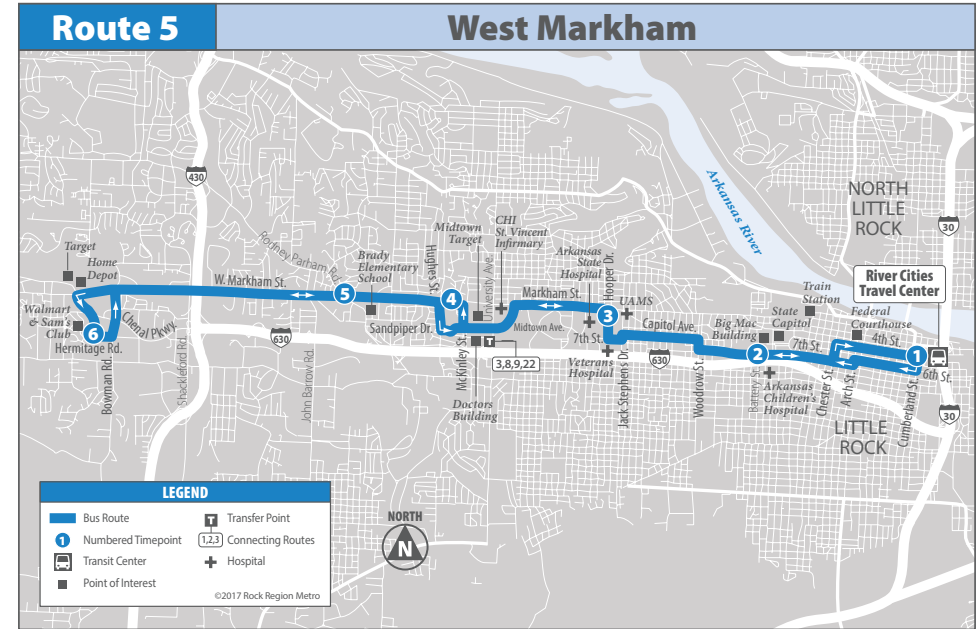 Route 5
West Markham
430
Arkansas River
NORTH
LITTLE
ROCK
30
River Cities
Travel Center
Target
Home
Depot
Walmart
& Sam's
Club
6
Hermitage Rd.
Bowman Rd.
Chenal Pkwy.
Shackleford Rd.
W. Markham St.
Rodney Parham Rd.
630
John Barrow Rd.
5
Brady
Elementary
School
Sandpiper Dr.
Hughes St.
4
Midtown
Target
University Ave.
CHI
St. Vincent
Infirmary
McKinley St.
T
3,8,9,22
Doctors
Building
Markham St.
Midtown Ave.
Arkansas
State
Hospital
Hooper Dr.
3
UAMS
7th St.
Veterans
Hospital
Jack Stephens Dr.
Capitol Ave.
630
Woodrow St.
Big Mac
Building
2
Battery St.
Arkansas
Children's
Hospital
State
Capitol
Train
Station
7th St.
Chester St.
Arch St.
Federal
Courthouse
4th St.
1
6th St.
Cumberland St.
LITTLE
ROCK
30
LEGEND
Bus Route
1
Numbered Timepoint
Transit Center
Point of Interest
T
Transfer Point
1,2,3
Connecting Routes
Hospital
©2017 Rock Region Metro
NORTH
N